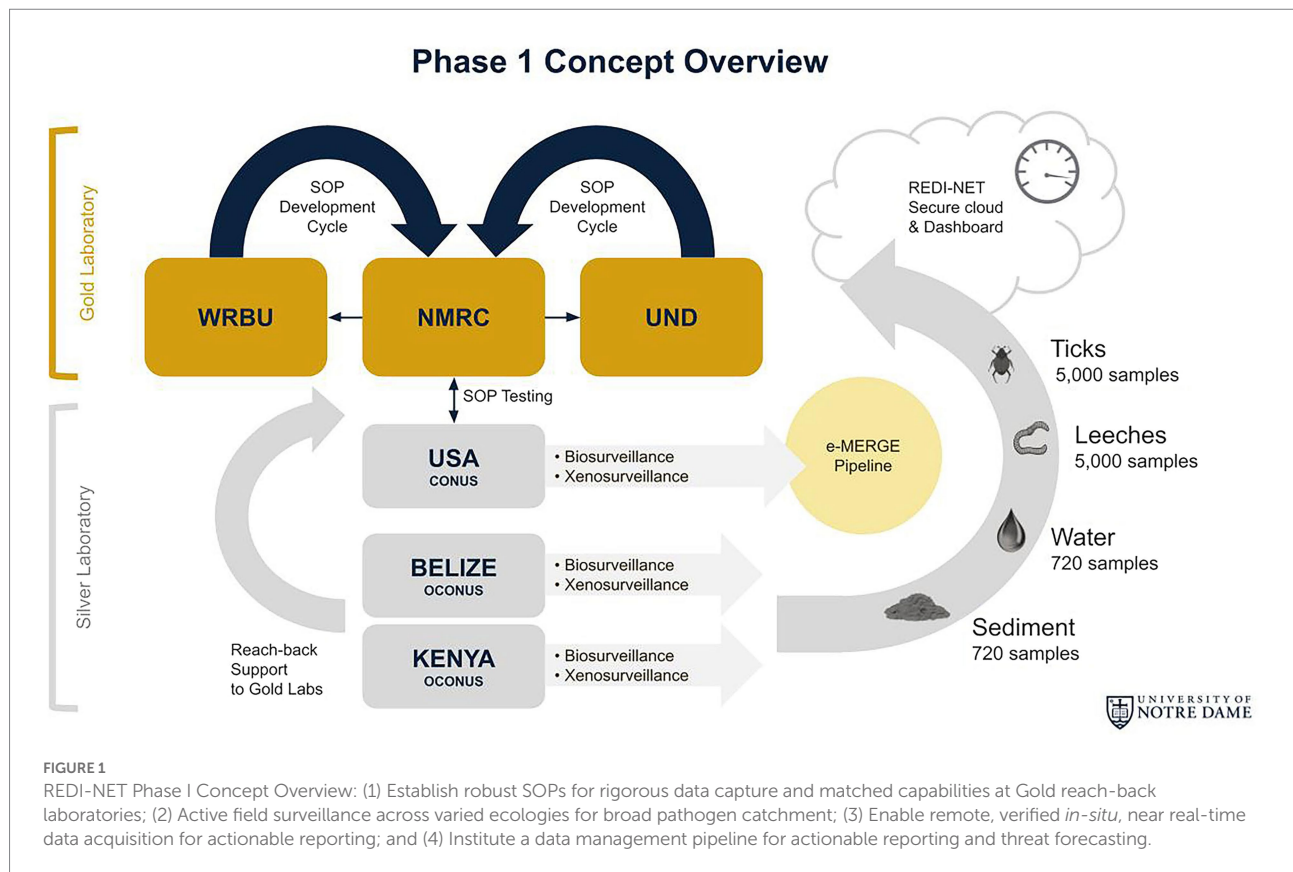 Phase 1 Concept Overview
Gold Laboratory
SOP
Development
Cycle
SOP
Development
Cycle
WRBU
NMRC
UND
REDI-NET
Secure cloud
& Dashboard
SOP Testing
Silver Laboratory
USA
CONUS
• Biosurveillance
• Xenosurveillance
e-MERGE
Pipeline
BELIZE
OCONUS
• Biosurveillance
• Xenosurveillance
KENYA
OCONUS
• Biosurveillance
• Xenosurveillance
Reach-back
Support
to Gold Labs
Ticks
5,000 samples
Leeches
5,000 samples
Water
720 samples
Sediment
720 samples
UNIVERSITY OF
NOTRE DAME
FIGURE 1
REDI-NET Phase I Concept Overview: (1) Establish robust SOPs for rigorous data capture and matched capabilities at Gold reach-back
laboratories; (2) Active field surveillance across varied ecologies for broad pathogen catchment; (3) Enable remote, verified in-situ, near real-time
data acquisition for actionable reporting; and (4) Institute a data management pipeline for actionable reporting and threat forecasting.